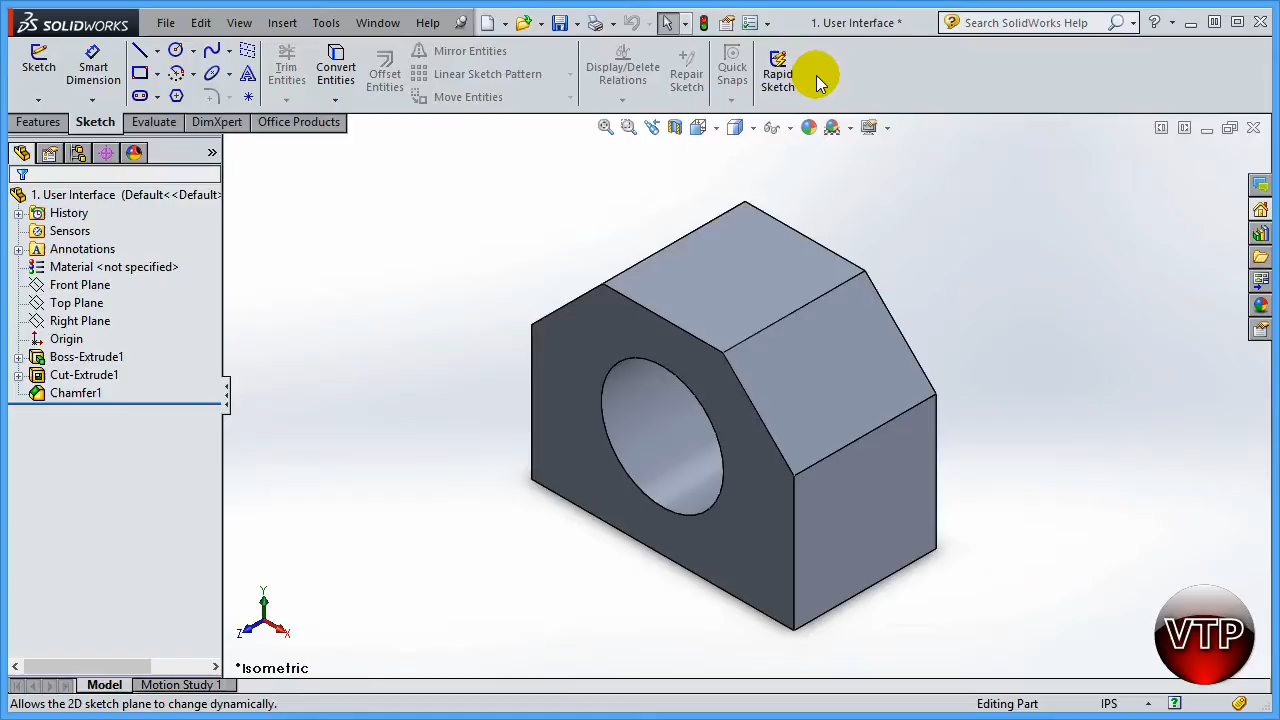 SOLIDWORKS File Edit View Insert Tools Window Help 1. User Interface * Search SolidWorks Help
Sketch Smart Dimension Trim Entities Convert Entities Offset Entities Mirror Entities Linear Sketch Pattern Move Entities Display/Delete Relations Repair Sketch Quick Snaps Rapid Sketch
Features Sketch Evaluate DimXpert Office Products
1. User Interface (Default<<Default>
History
Sensors
Annotations
Material <not specified>
Front Plane
Top Plane
Right Plane
Origin
Boss-Extrude1
Cut-Extrude1
Chamfer1
Y
Z X
*Isometric
VTP
Model Motion Study 1
Allows the 2D sketch plane to change dynamically. Editing Part IPS